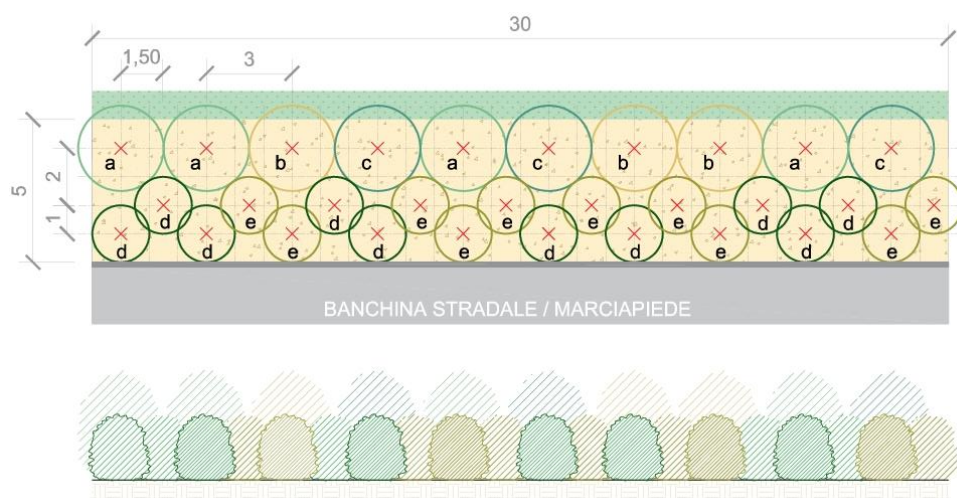 30
1,50 3
a a b c a c b b a c
5 2 1
d e d e e e e d d e
d d e d e d d e d e
BANCHINA STRADALE / MARCIAPIEDE